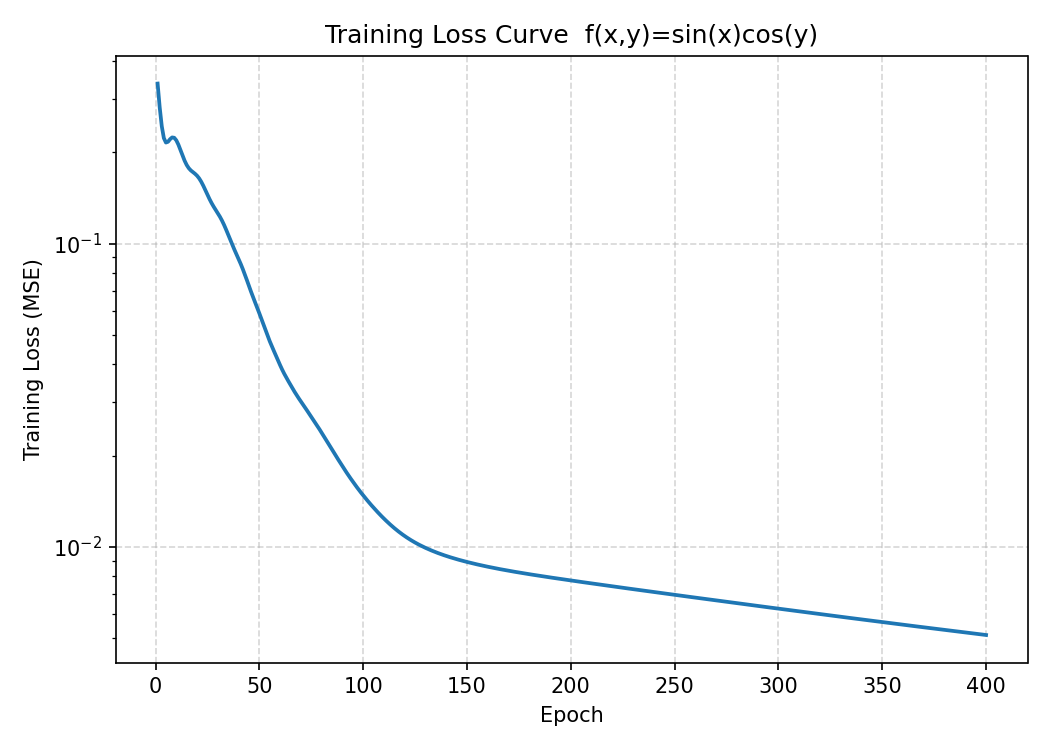 Training Loss Curve  f(x,y)=sin(x)cos(y)
Training Loss (MSE)
10⁻¹
10⁻²
0 50 100 150 200 250 300 350 400
Epoch